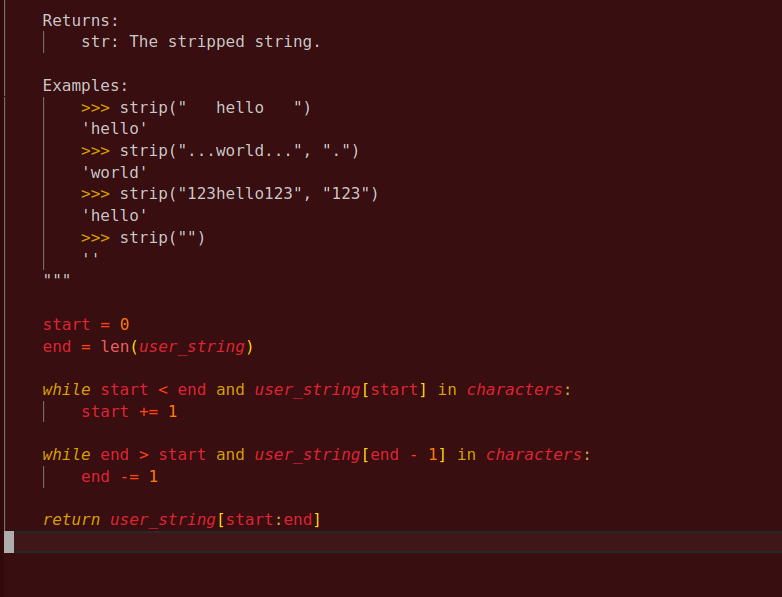 Returns:
    str: The stripped string.

Examples:
    >>> strip("   hello   ")
    'hello'
    >>> strip("...world...", ".")
    'world'
    >>> strip("123hello123", "123")
    'hello'
    >>> strip("")
    ''
"""

start = 0
end = len(user_string)

while start < end and user_string[start] in characters:
    start += 1

while end > start and user_string[end - 1] in characters:
    end -= 1

return user_string[start:end]